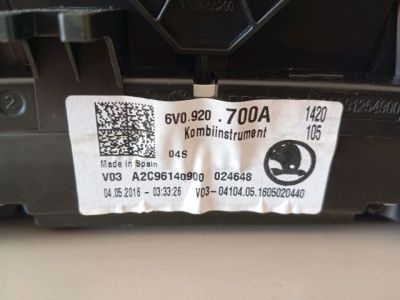 6V0.920 .700A 1420
Kombiinstrument 105
04S
Made in Spain
V03 A2C96140900 024648
04.05.2016 - 03:33:26 V03-04104.05.1605020440
2